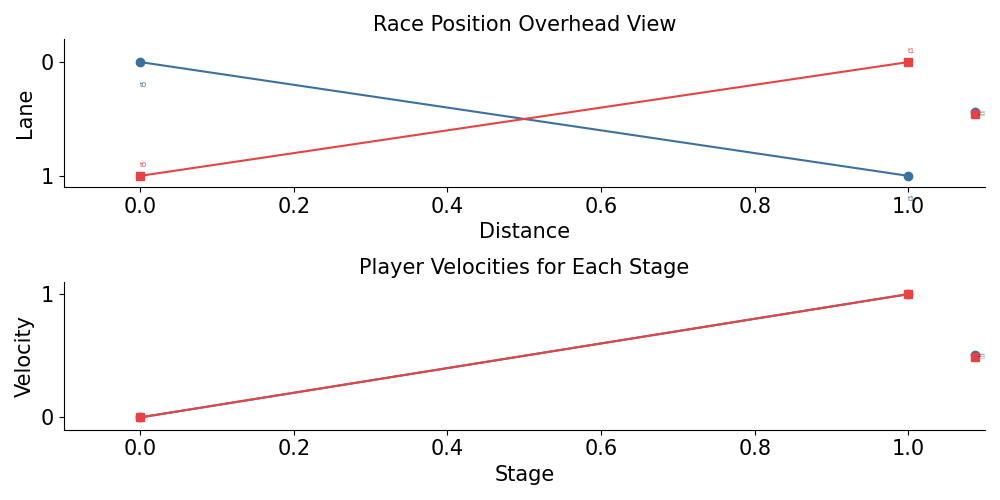 Race Position Overhead View
Lane
0
1
t0
t0
t1
0.0 0.2 0.4 0.6 0.8 1.0
Distance
Player Velocities for Each Stage
Velocity
1
0
0.0 0.2 0.4 0.6 0.8 1.0
Stage